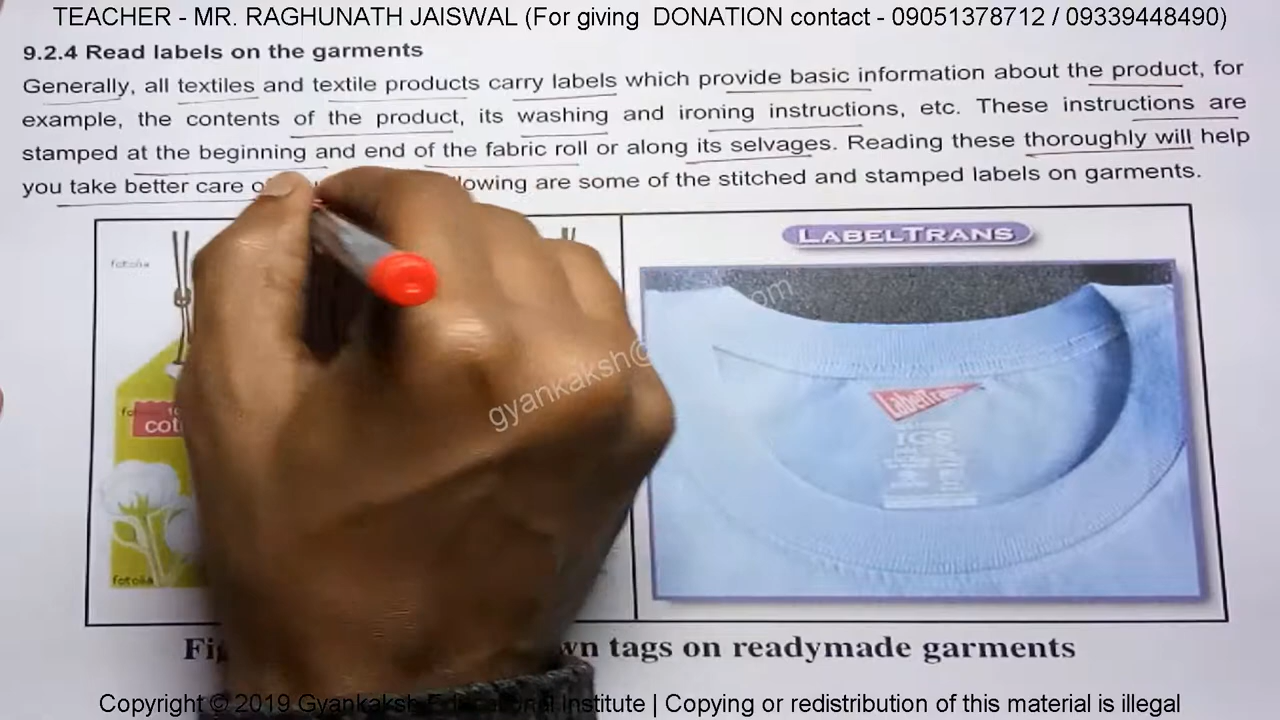 TEACHER - MR. RAGHUNATH JAISWAL (For giving DONATION contact - 09051378712 / 09339448490)
9.2.4 Read labels on the garments
Generally, all textiles and textile products carry labels which provide basic information about the product, for
example, the contents of the product, its washing and ironing instructions, etc. These instructions are
stamped at the beginning and end of the fabric roll or along its selvages. Reading these thoroughly will help
you take better care are some of the stitched and stamped labels on garments.
LABELTRANS
fotolia
gyankaksh@
LabelTrans
IGS
fotolia
tags on readymade garments
Copyright © 2019 Gyankaksh Educational Institute | Copying or redistribution of this material is illegal